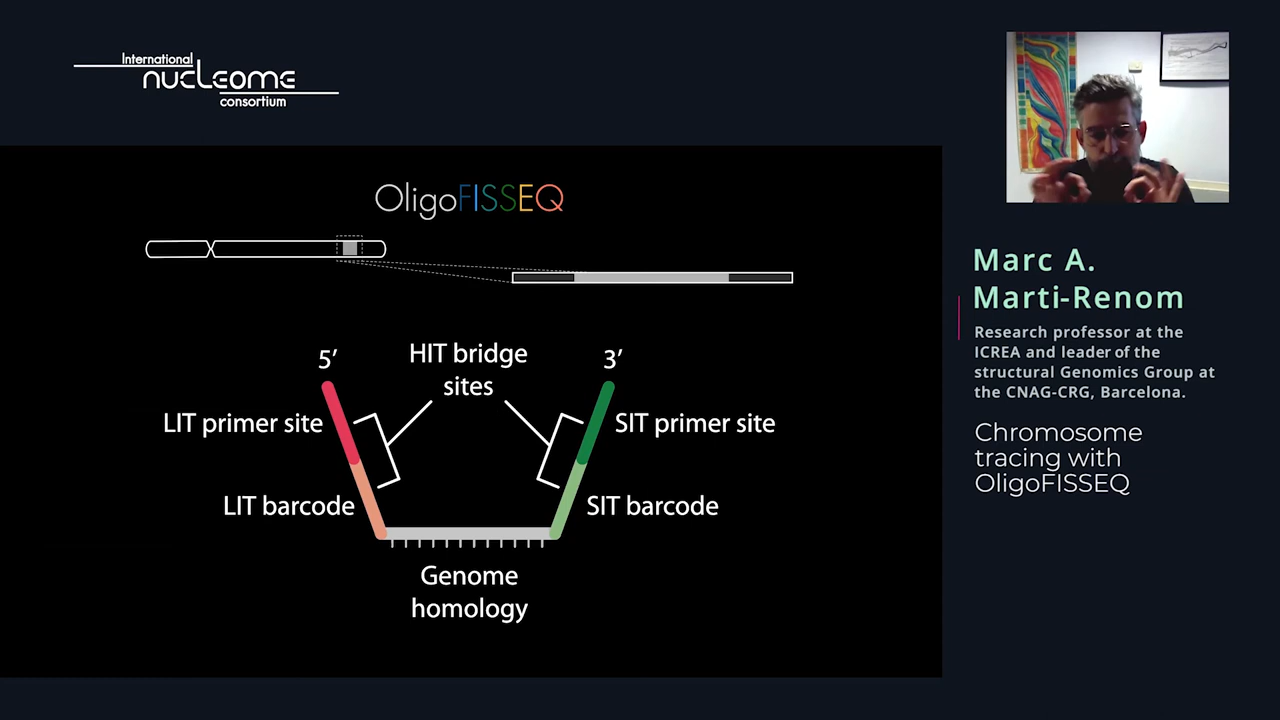 International
nucleome
consortium
OligoFISSEQ
5’
HIT bridge
sites
3’
LIT primer site
SIT primer site
LIT barcode
SIT barcode
Genome
homology
Marc A.
Marti-Renom
Research professor at the
ICREA and leader of the
structural Genomics Group at
the CNAG-CRG, Barcelona.
Chromosome
tracing with
OligoFISSEQ